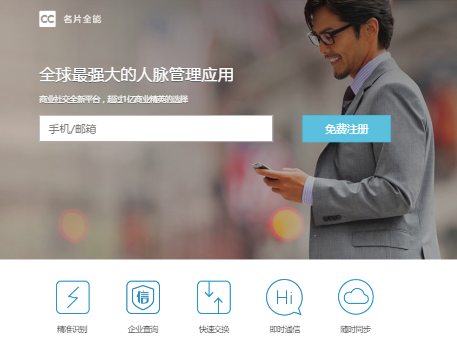 CC 名片全能
全球最强大的人脉管理应用
商业社交全新平台，超过1亿商业精英的选择
手机/邮箱 免费注册
信 Hi
精准识别 企业查询 快速交换 即时通信 随时同步